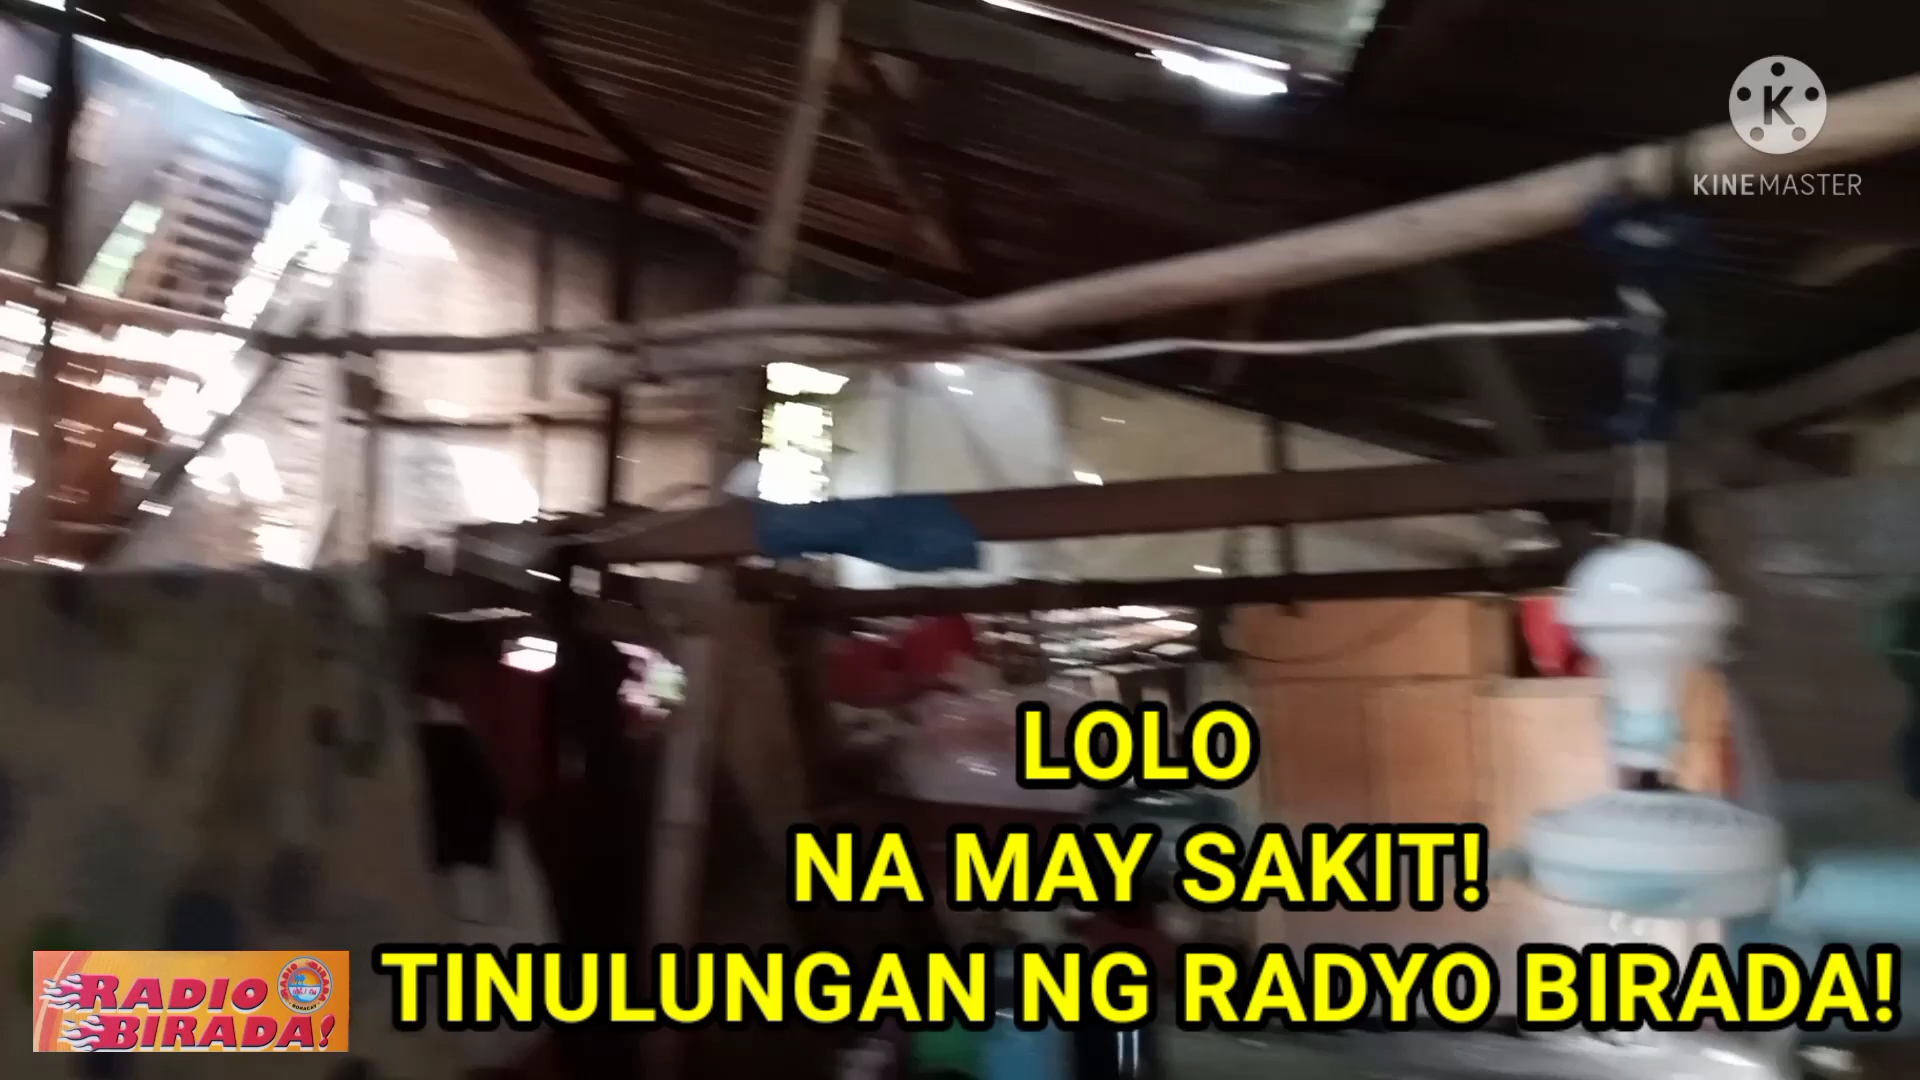 KINEMASTER
LOLO
NA MAY SAKIT!
TINULUNGAN NG RADYO BIRADA!
RADIO
BIRADA!